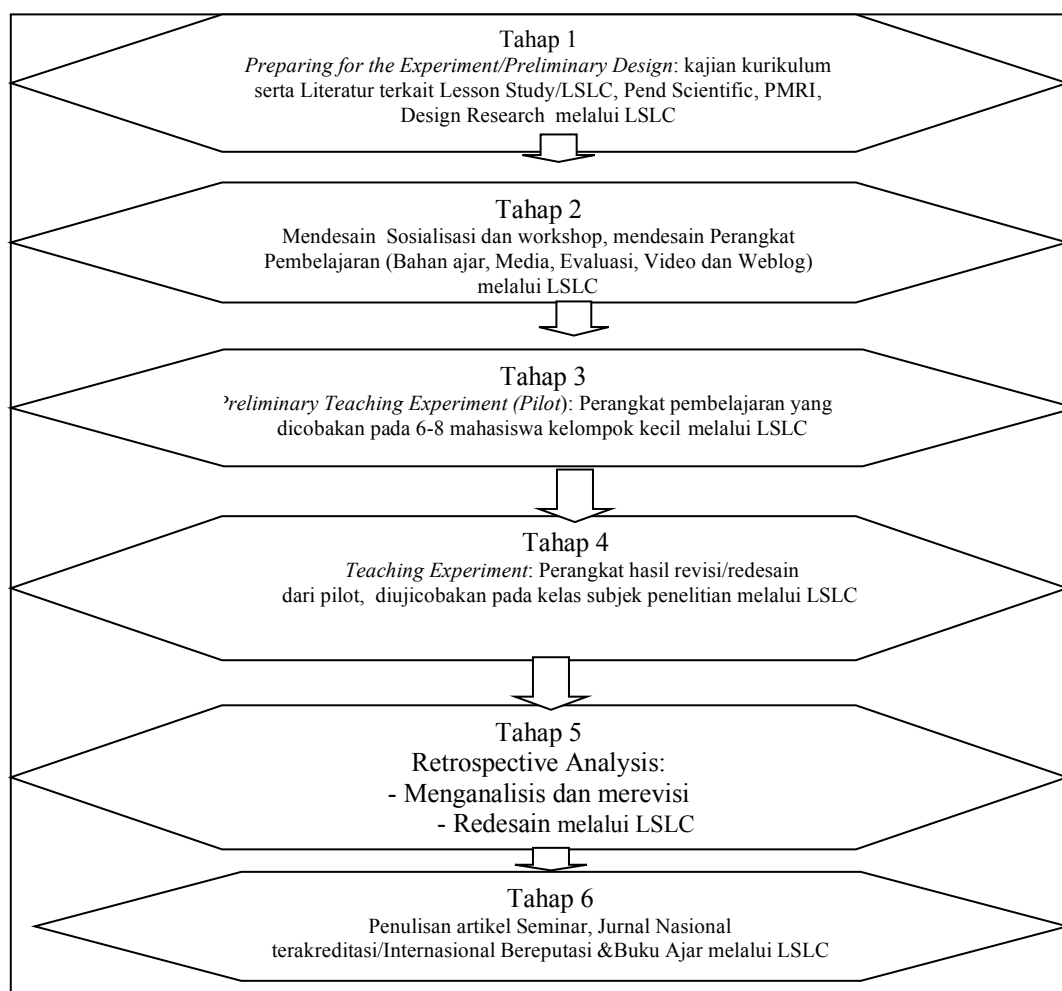 Tahap 1
Preparing for the Experiment/Preliminary Design: kajian kurikulum
serta Literatur terkait Lesson Study/LSLC, Pend Scientific, PMRI,
Design Research melalui LSLC
Tahap 2
Mendesain Sosialisasi dan workshop, mendesain Perangkat
Pembelajaran (Bahan ajar, Media, Evaluasi, Video dan Weblog)
melalui LSLC
Tahap 3
Preliminary Teaching Experiment (Pilot): Perangkat pembelajaran yang
dicobakan pada 6-8 mahasiswa kelompok kecil melalui LSLC
Tahap 4
Teaching Experiment: Perangkat hasil revisi/redesain
dari pilot, diujicobakan pada kelas subjek penelitian melalui LSLC
Tahap 5
Retrospective Analysis:
- Menganalisis dan merevisi
- Redesain melalui LSLC
Tahap 6
Penulisan artikel Seminar, Jurnal Nasional
terakreditasi/Internasional Bereputasi &Buku Ajar melalui LSLC